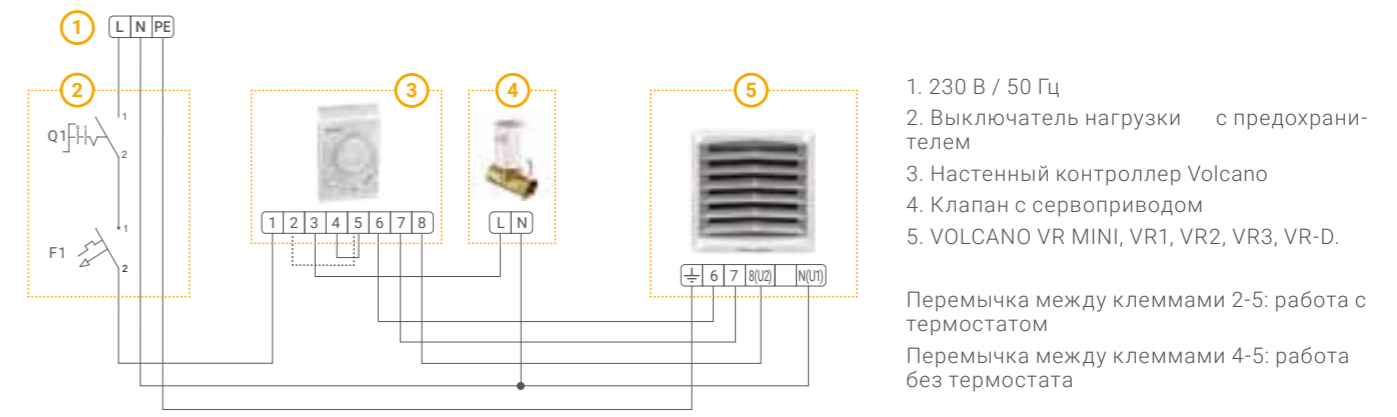 1
L N PE
2
3
4
5
1
Q1
2
1
F1
2
1 2 3 4 5 6 7 8
L N
6 7 8(U2) N(U1)
1. 230 В / 50 Гц
2. Выключатель нагрузки с предохрани-
телем
3. Настенный контроллер Volcano
4. Клапан с сервоприводом
5. VOLCANO VR MINI, VR1, VR2, VR3, VR-D.
Перемычка между клеммами 2-5: работа с
термостатом
Перемычка между клеммами 4-5: работа
без термостата